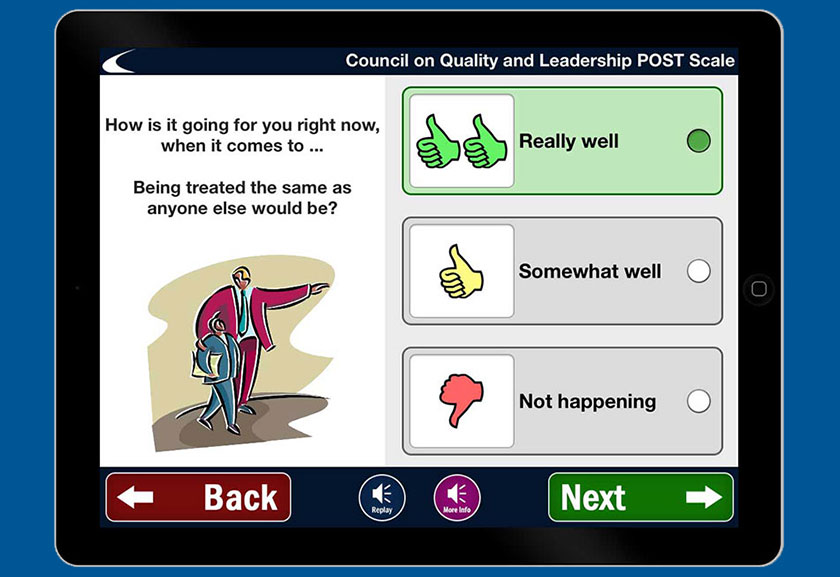 Council on Quality and Leadership POST Scale
How is it going for you right now,
when it comes to ...
Being treated the same as
anyone else would be?
Really well
Somewhat well
Not happening
Back
Replay
More Info
Next